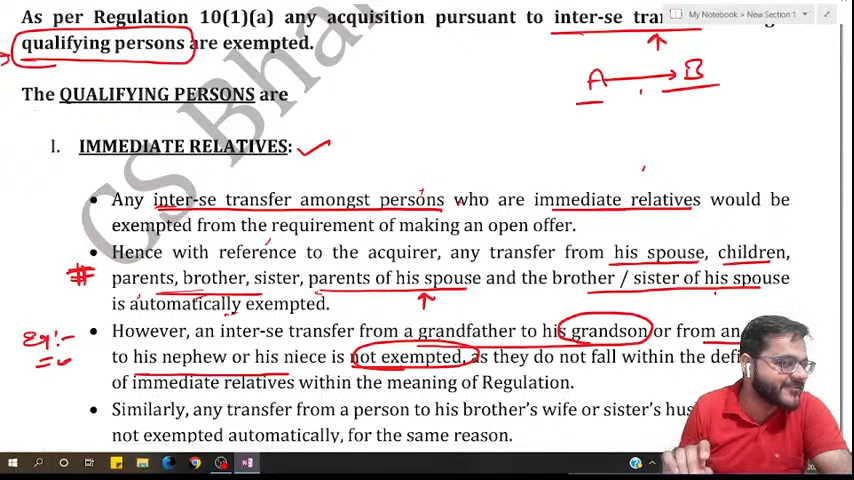 As per Regulation 10(1)(a) any acquisition pursuant to inter-se
My Notebook > New Section 1
qualifying persons are exempted.
A B
The QUALIFYING PERSONS are
I. IMMEDIATE RELATIVES:
• Any inter-se transfer amongst persons who are immediate relatives would be
exempted from the requirement of making an open offer.
• Hence with reference to the acquirer, any transfer from his spouse, children,
# parents, brother, sister, parents of his spouse and the brother / sister of his spouse
is automatically exempted.
Eg:- • However, an inter-se transfer from a grandfather to his grandson or from an
to his nephew or his niece is not exempted, as they do not fall within the
of immediate relatives within the meaning of Regulation.
• Similarly, any transfer from a person to his brother's wife or sister's
not exempted automatically, for the same reason.
CS